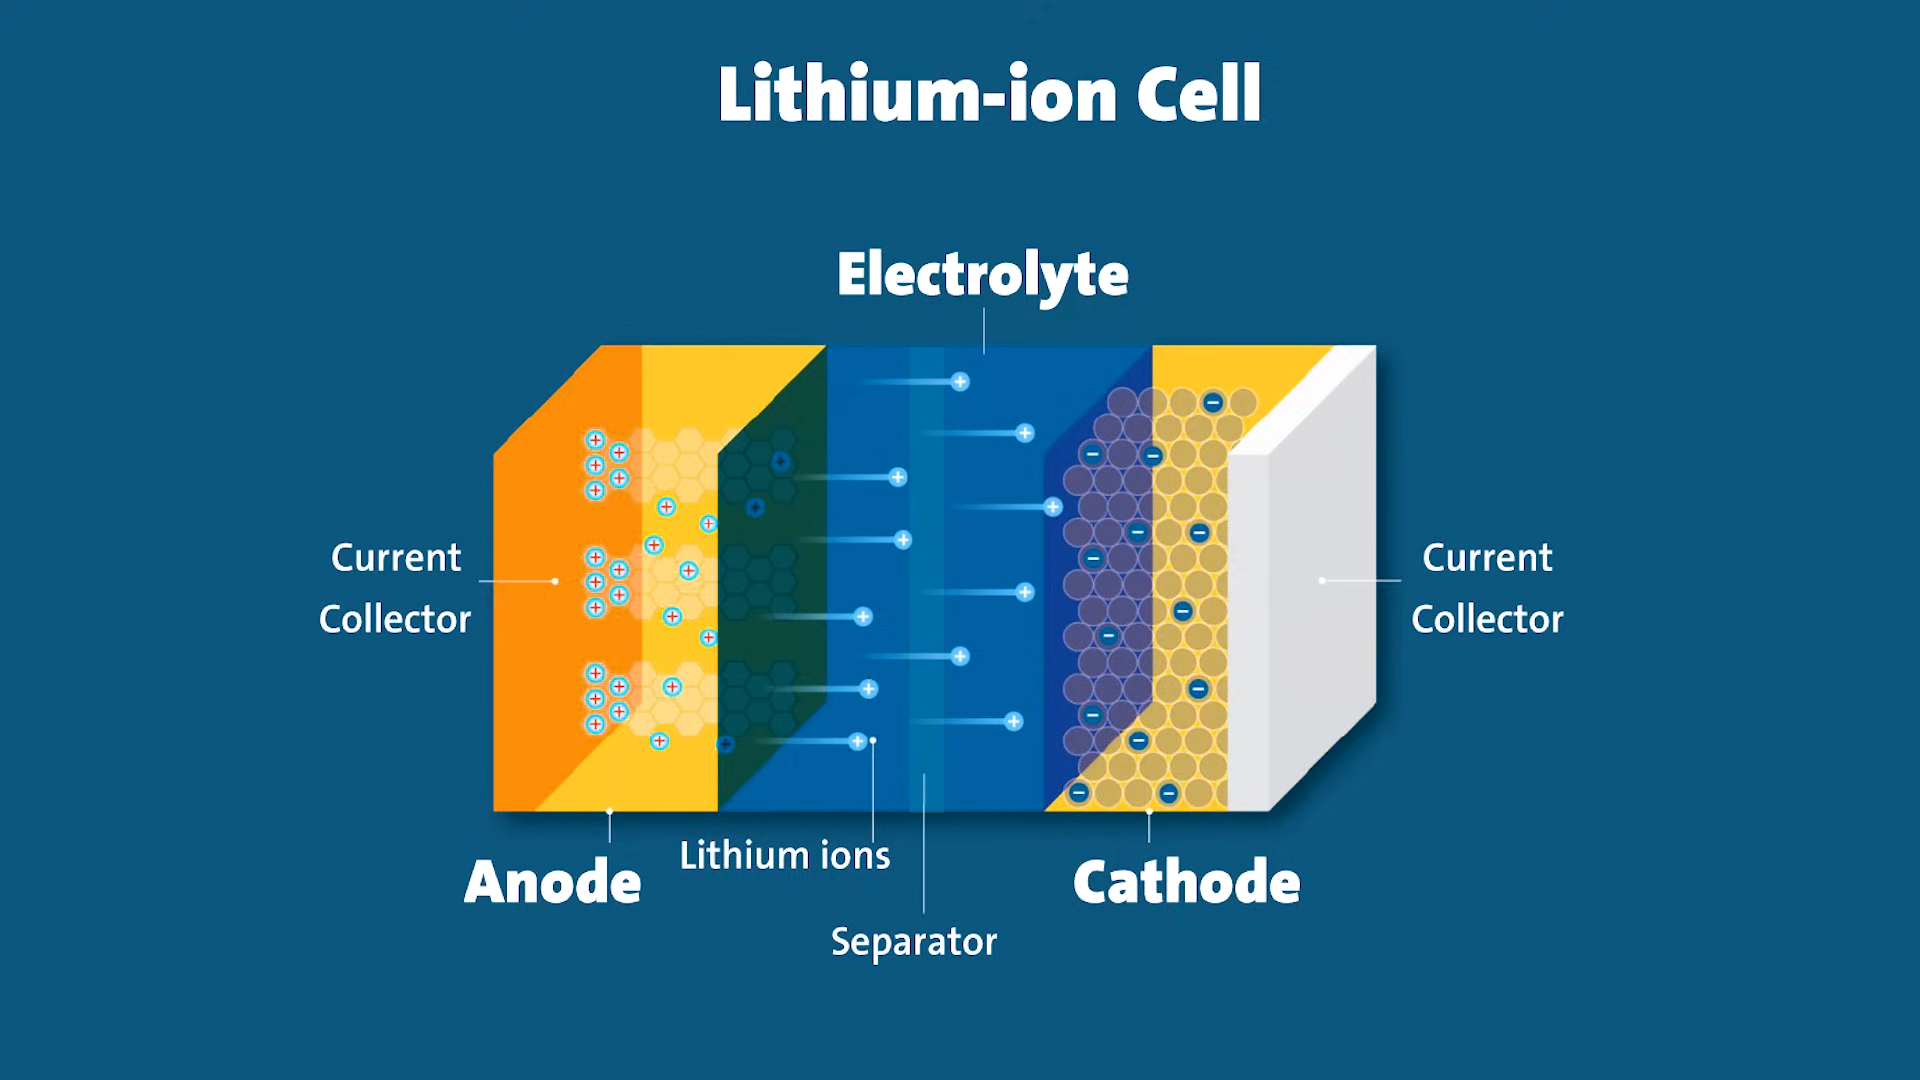 Lithium-ion Cell
Electrolyte
Current
Collector
Current
Collector
Anode
Lithium ions
Cathode
Separator